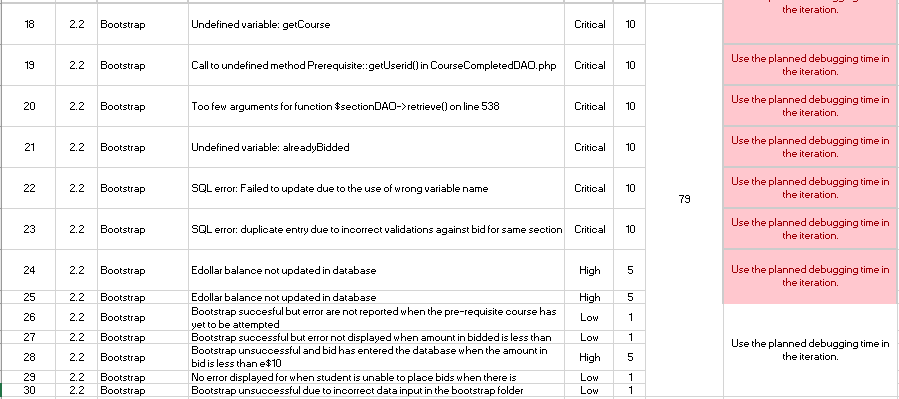 the iteration.
18 2.2 Bootstrap Undefined variable: getCourse Critical 10
19 2.2 Bootstrap Call to undefined method Prerequisite::getUserid() in CourseCompletedDAO.php Critical 10
Use the planned debugging time in
the iteration.
20 2.2 Bootstrap Too few arguments for function $sectionDAO->retrieve() on line 538 Critical 10
Use the planned debugging time in
the iteration.
21 2.2 Bootstrap Undefined variable: alreadyBidded Critical 10
Use the planned debugging time in
the iteration.
22 2.2 Bootstrap SQL error: Failed to update due to the use of wrong variable name Critical 10
Use the planned debugging time in
the iteration.
79
23 2.2 Bootstrap SQL error: duplicate entry due to incorrect validations against bid for same section Critical 10
Use the planned debugging time in
the iteration.
24 2.2 Bootstrap Edollar balance not updated in database High 5
Use the planned debugging time in
the iteration.
25 2.2 Bootstrap Edollar balance not updated in database High 5
26 2.2 Bootstrap Bootstrap succesful but error are not reported when the pre-requisite course has
yet to be attempted Low 1
27 2.2 Bootstrap Bootstrap successful but error not displayed when amount in bidded is less than Low 1
28 2.2 Bootstrap Bootstrap unsuccessful and bid has entered the database when the amount in
bid is less than e$10 High 5
Use the planned debugging time in
the iteration.
29 2.2 Bootstrap No error displayed for when student is unable to place bids when there is Low 1
30 2.2 Bootstrap Bootstrap unsuccessful due to incorrect data input in the bootstrap folder Low 1